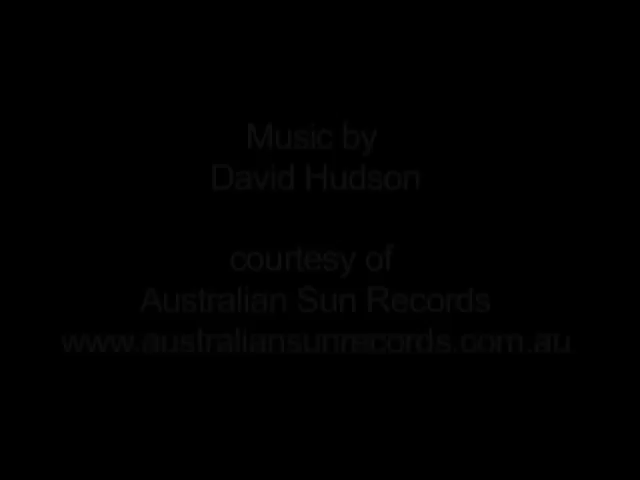 Music by
David Hudson
courtesy of
Australian Sun Records
www.australiansunrecords.com.au